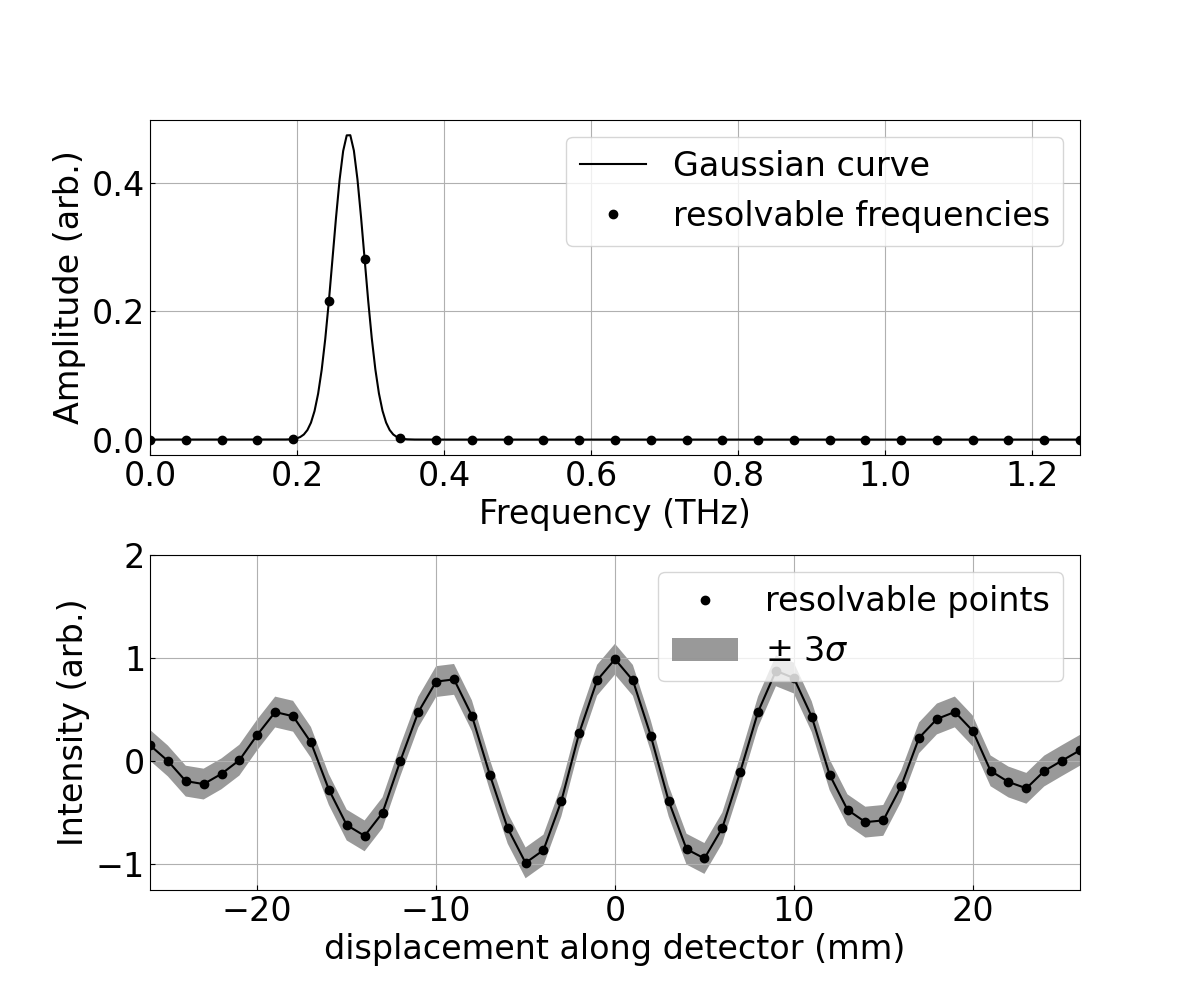 Amplitude (arb.)
0.4
0.2
0.0
Gaussian curve
resolvable frequencies
0.0 0.2 0.4 0.6 0.8 1.0 1.2
Frequency (THz)
Intensity (arb.)
2
1
0
−1
resolvable points
± 3σ
−20 −10 0 10 20
displacement along detector (mm)